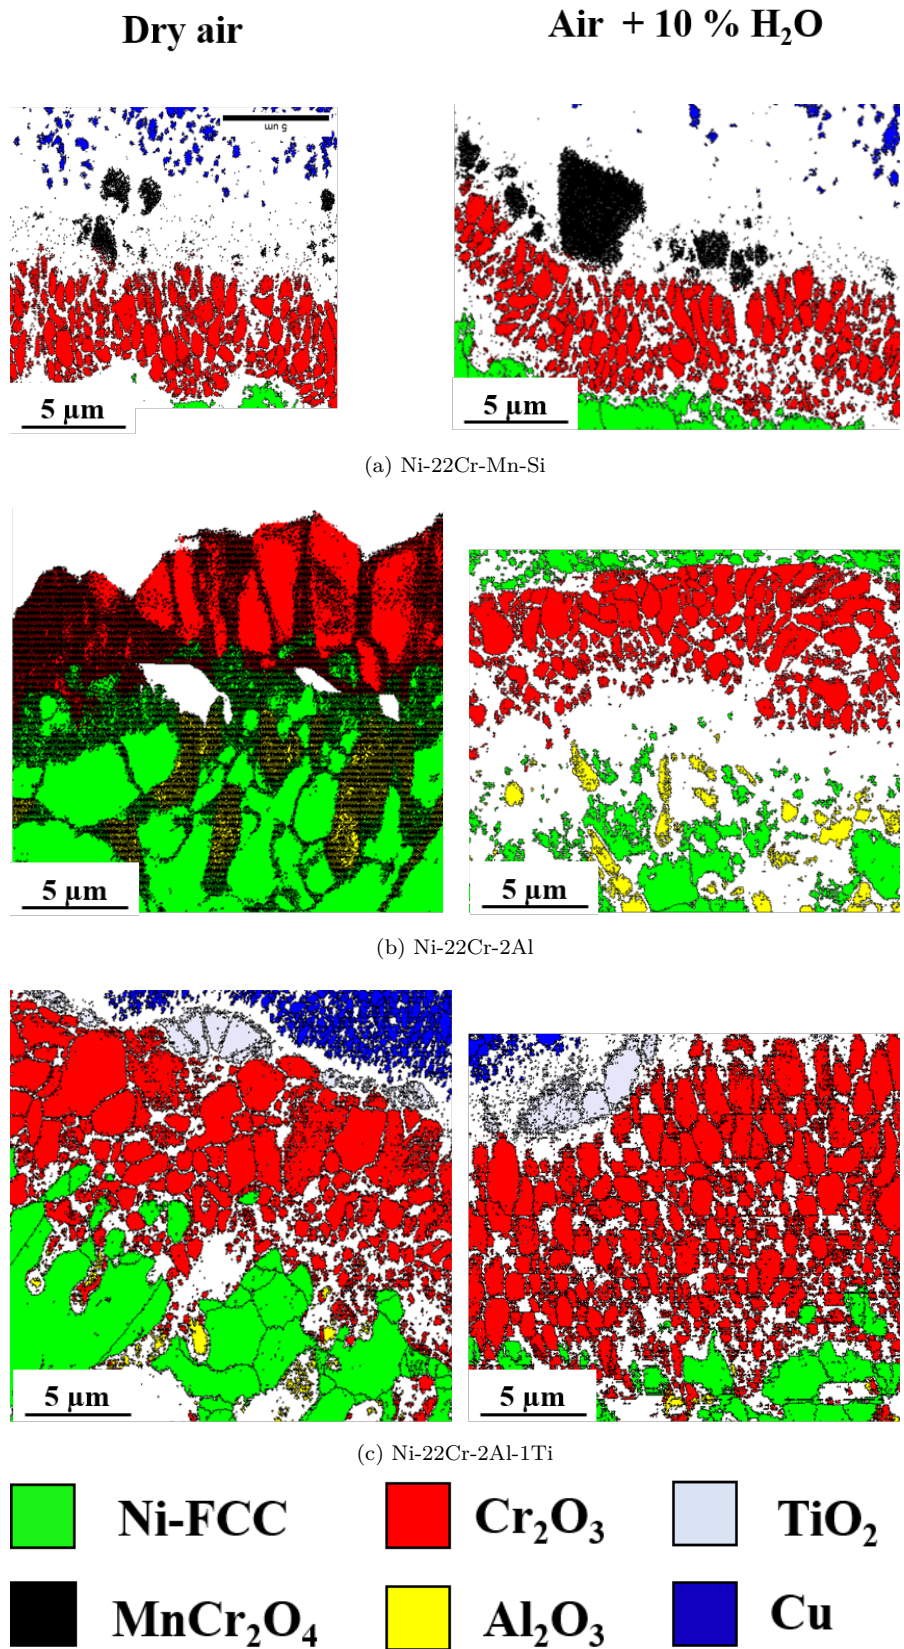 Dry air
Air + 10 % H₂O
5 um
5 µm
5 µm
(a) Ni-22Cr-Mn-Si
5 µm
5 µm
(b) Ni-22Cr-2Al
5 µm
5 µm
(c) Ni-22Cr-2Al-1Ti
Ni-FCC
Cr₂O₃
TiO₂
MnCr₂O₄
Al₂O₃
Cu